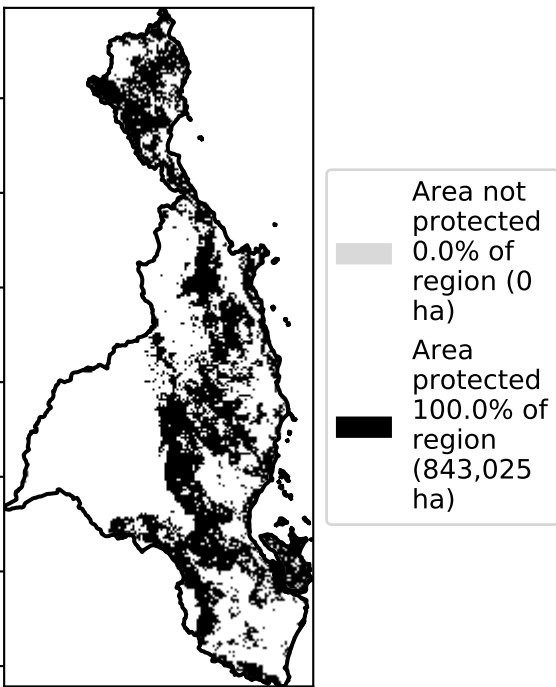 Area not
protected
0.0% of
region (0
ha)
Area
protected
100.0% of
region
(843,025
ha)